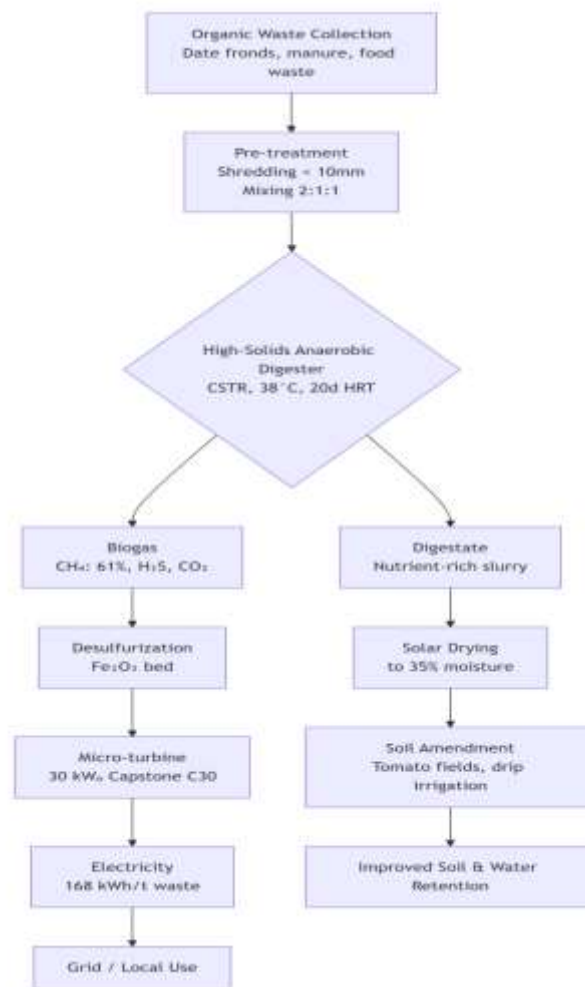 Organic Waste Collection
Date fronds, manure, food
waste
Pre-treatment
Shredding < 10mm
Mixing 2:1:1
High-Solids Anaerobic
Digester
CSTR, 38°C, 20d HRT
Biogas
CH₄: 61%, H₂S, CO₂
Digestate
Nutrient-rich slurry
Desulfurization
Fe₂O₃ bed
Solar Drying
to 35% moisture
Micro-turbine
30 kWₑ Capstone C30
Soil Amendment
Tomato fields, drip
irrigation
Electricity
168 kWh/t waste
Improved Soil & Water
Retention
Grid / Local Use